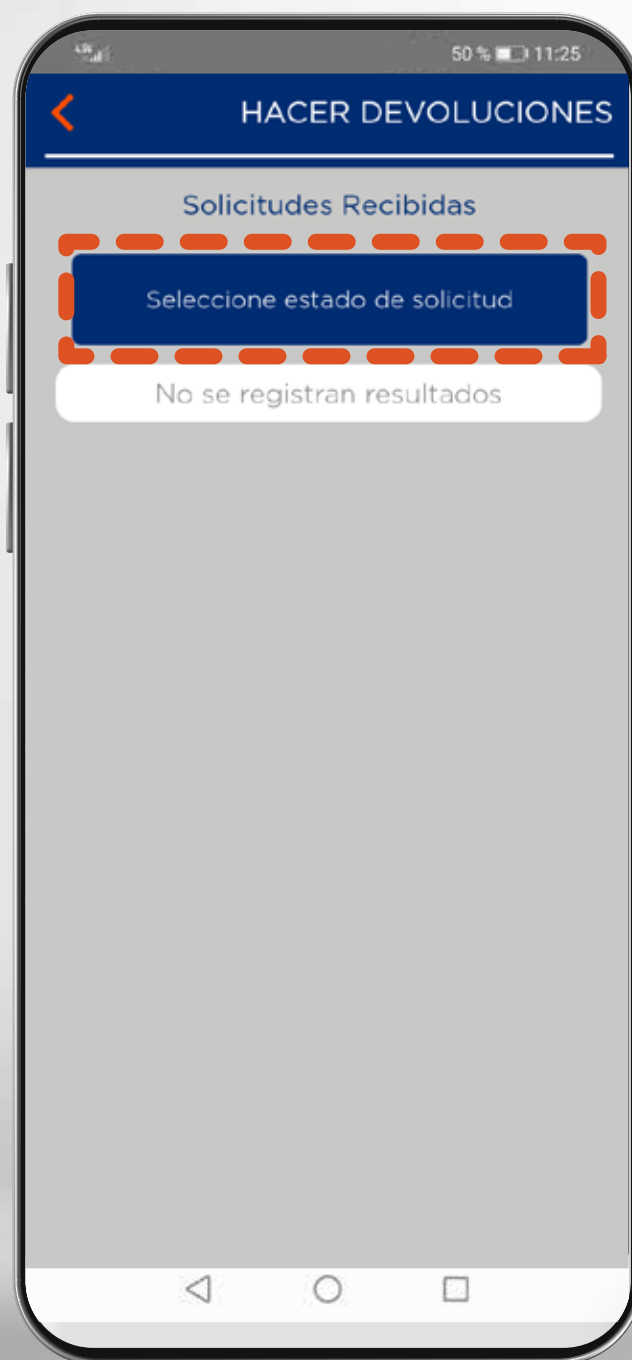 50 % 11:25
HACER DEVOLUCIONES
Solicitudes Recibidas
Seleccione estado de solicitud
No se registran resultados